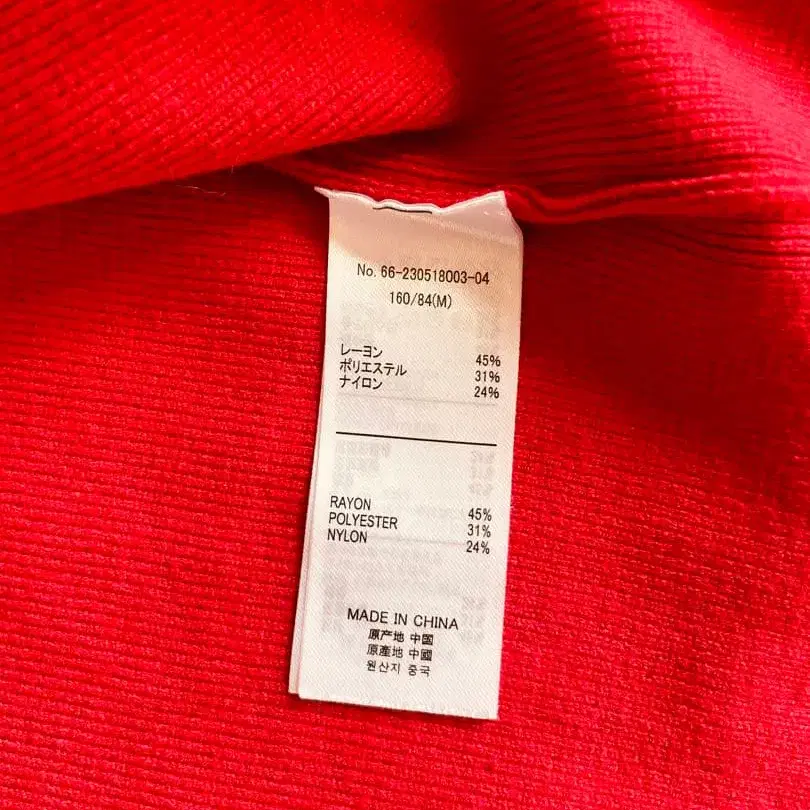 No. 66-230518003-04
160/84(M)
レーヨン 45%
ポリエステル 31%
ナイロン 24%
RAYON 45%
POLYESTER 31%
NYLON 24%
MADE IN CHINA
原产地 中国
原產地 中國
원산지 중국